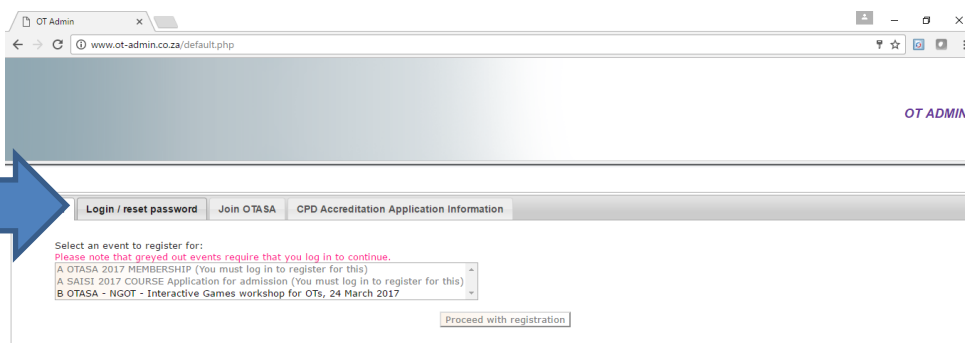 OT Admin
www.ot-admin.co.za/default.php
OT ADMIN
Login / reset password
Join OTASA
CPD Accreditation Application Information
Select an event to register for:
Please note that greyed out events require that you log in to continue.
A OTASA 2017 MEMBERSHIP (You must log in to register for this)
A SAISI 2017 COURSE Application for admission (You must log in to register for this)
B OTASA - NGOT - Interactive Games workshop for OTs, 24 March 2017
Proceed with registration